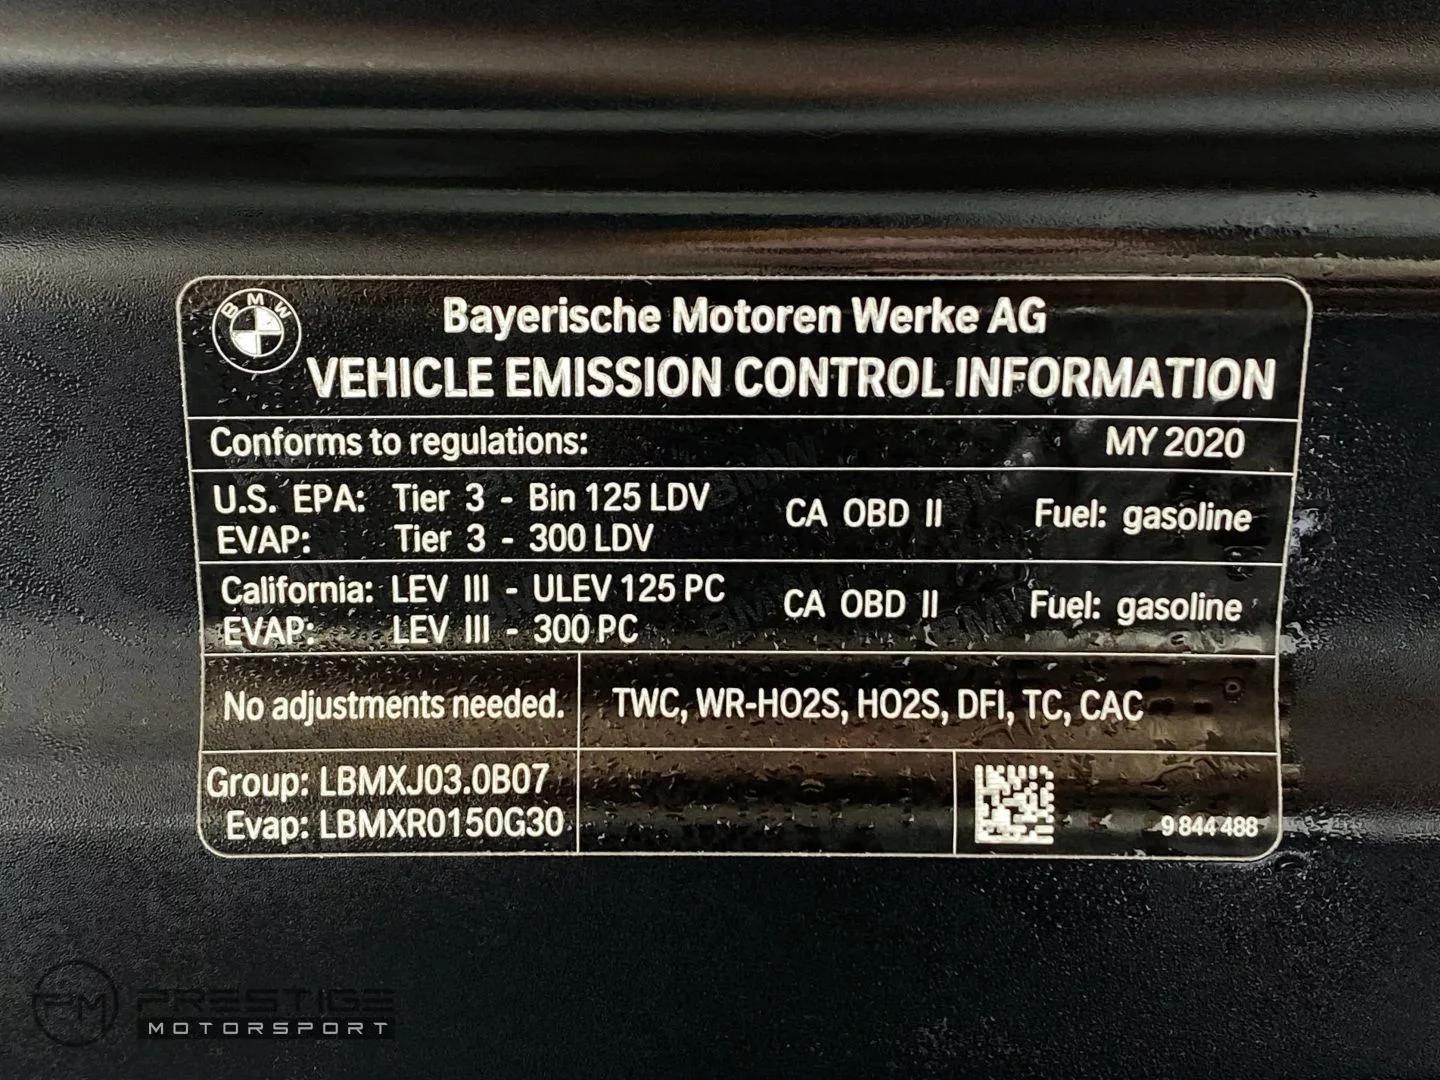 BMW
Bayerische Motoren Werke AG
VEHICLE EMISSION CONTROL INFORMATION
Conforms to regulations: MY 2020
U.S. EPA: Tier 3 - Bin 125 LDV CA OBD II Fuel: gasoline
EVAP: Tier 3 - 300 LDV
California: LEV III - ULEV 125 PC CA OBD II Fuel: gasoline
EVAP: LEV III - 300 PC
No adjustments needed. TWC, WR-HO2S, HO2S, DFI, TC, CAC
Group: LBMXJ03.0B07
Evap: LBMXR0150G30 9 844 488
PM PRESTIGE
MOTORSPORT